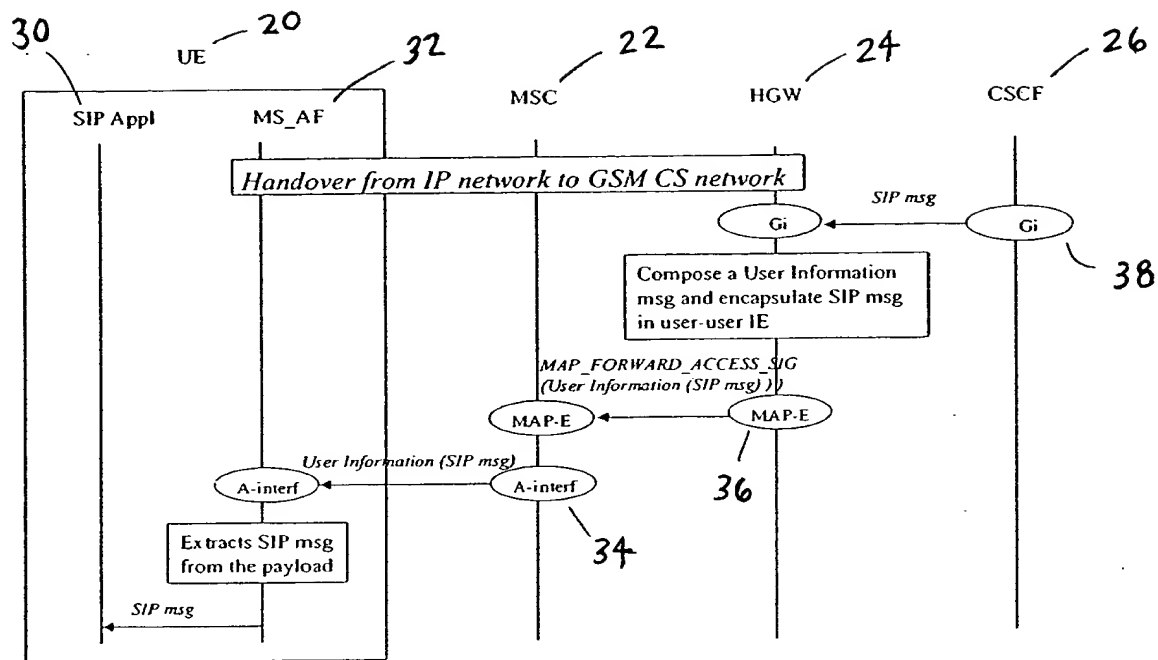 30
UE
20
32
22
24
26
SIP Appl
MS_AF
MSC
HGW
CSCF
Handover from IP network to GSM CS network
SIP msg
Gi
Gi
38
Compose a User Information
msg and encapsulate SIP msg
in user-user IE
MAP_FORWARD_ACCESS_SIG
(User Information (SIP msg) ))
MAP-E
MAP-E
36
User Information (SIP msg)
A-interf
A-interf
34
Extracts SIP msg
from the payload
SIP msg